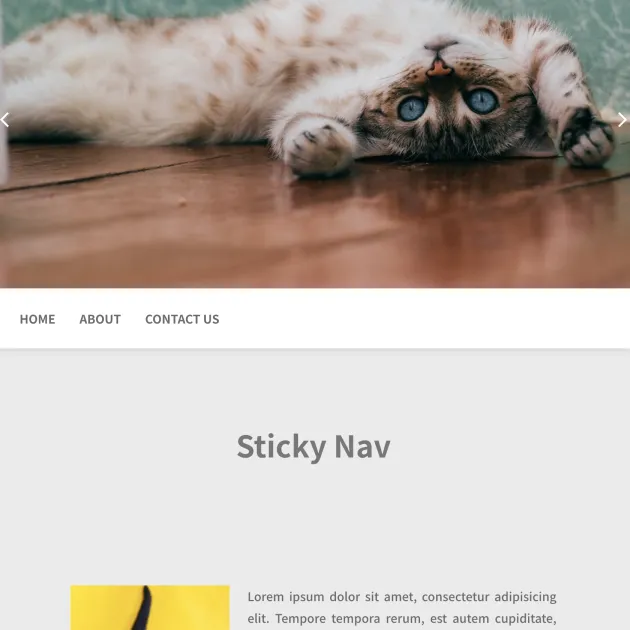 HOME ABOUT CONTACT US
Sticky Nav
Lorem ipsum dolor sit amet, consectetur adipisicing
elit. Tempore tempora rerum, est autem cupiditate,